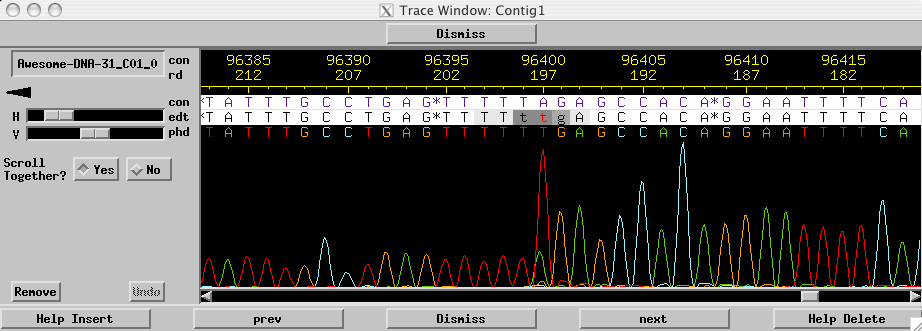 Trace Window: Contig1
Dismiss
Awesome-DNA-31_C01_0
con
rd
96385 96390 96395 96400 96405 96410 96415
212 207 202 197 192 187 182
con *T A T T T G C C T G A G*T T T T T A G A G C C A C A*G G A A T T T T C A
H edt *T A T T T G C C T G A G*T T T T t t g A G C C A C A*G G A A T T T T C A
V phd T A T T T G C C T G A G T T T T T T G A G C C A C A G G A A T T T T C A
Scroll
Together? Yes No
Remove Undo
Help Insert prev Dismiss next Help Delete